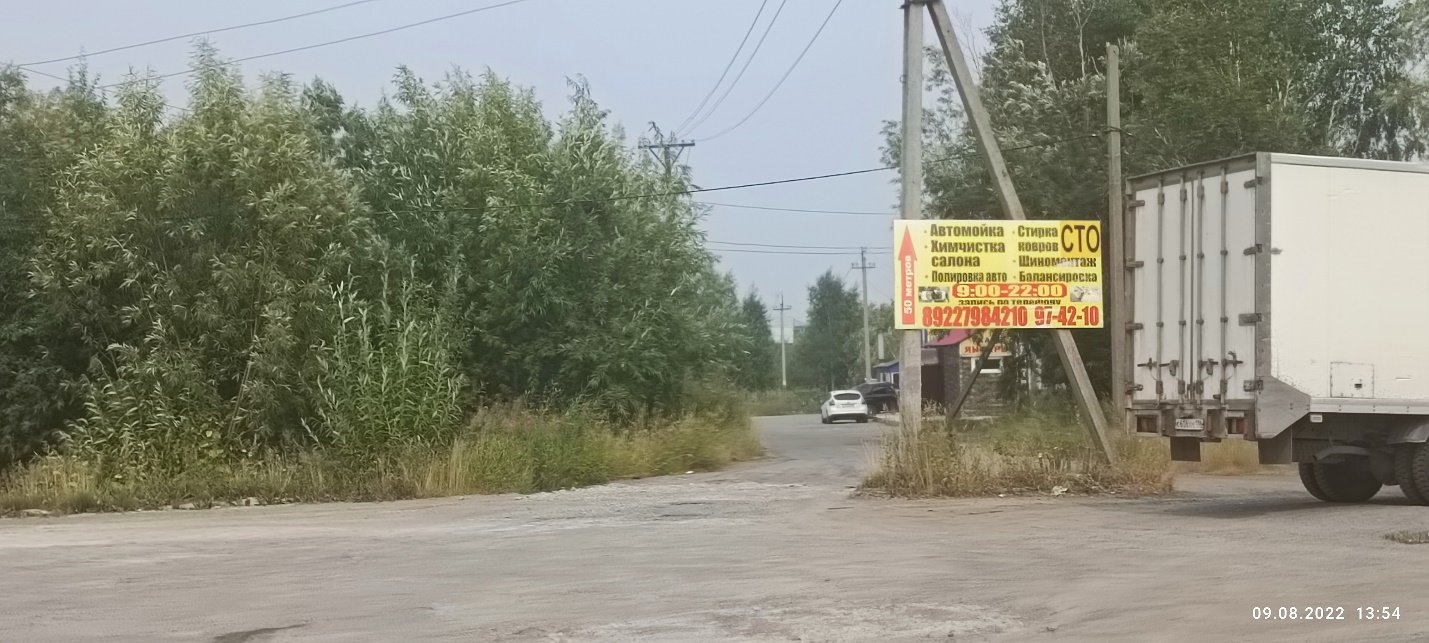 50 метров
· Автомойка
· Химчистка
салона
· Полировка авто
· Стирка
ковров
СТО
· Шиномонтаж
· Балансировка
9:00-22:00
запись по телефону
89227984210 97-42-10
09.08.2022 13:54